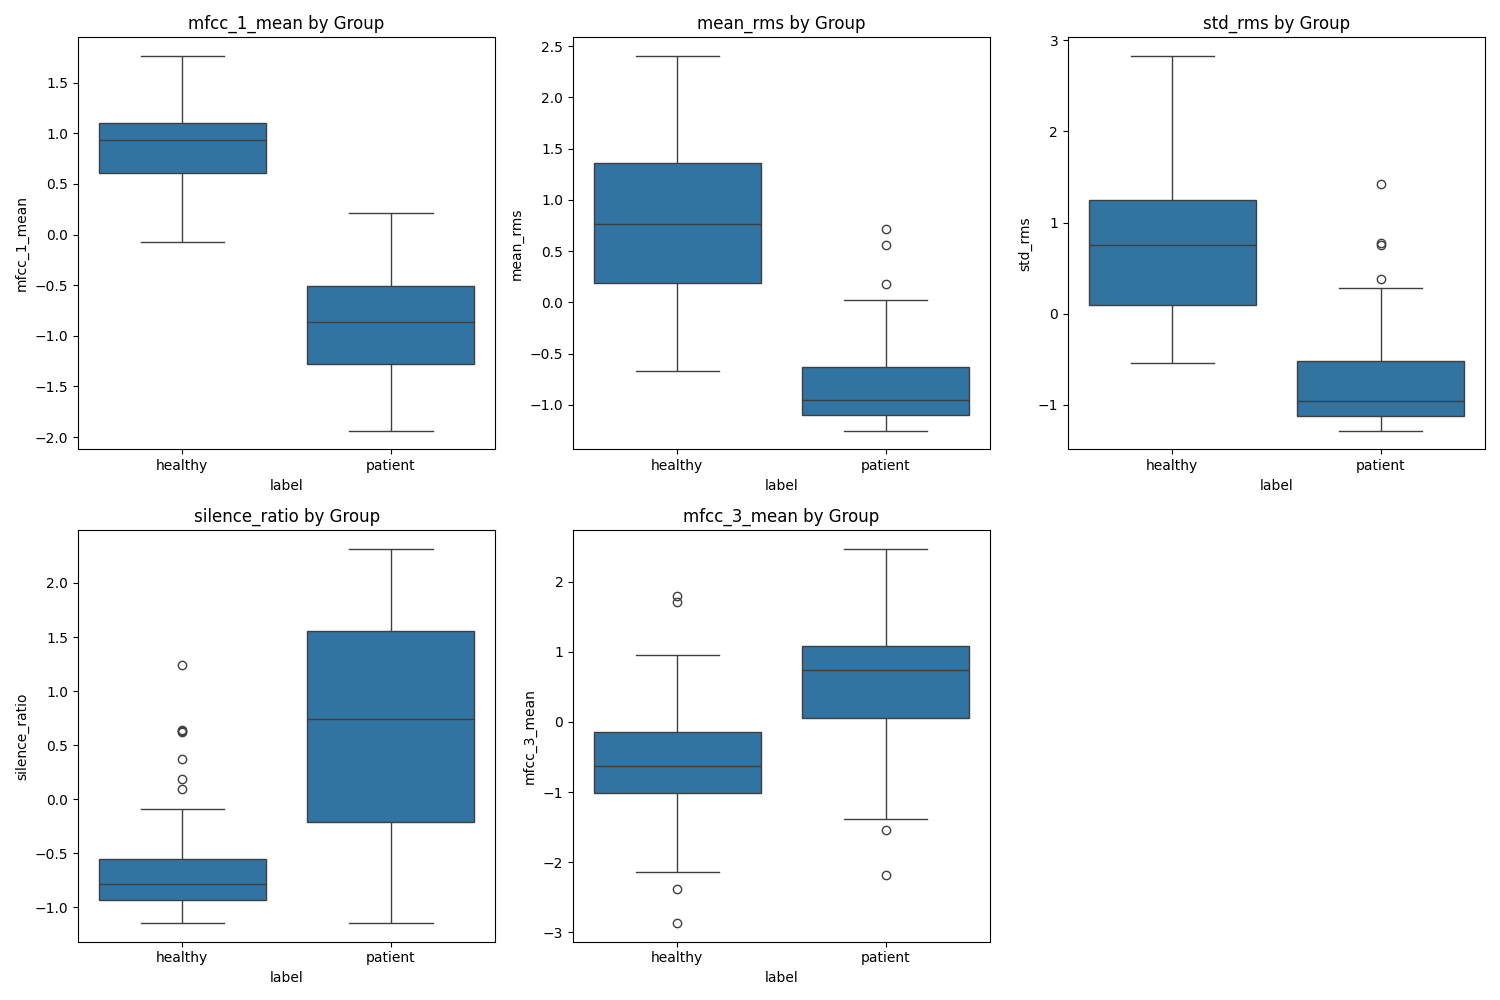 mfcc_1_mean by Group
mfcc_1_mean
1.5
1.0
0.5
0.0
−0.5
−1.0
−1.5
−2.0
healthy
patient
label
mean_rms by Group
mean_rms
2.5
2.0
1.5
1.0
0.5
0.0
−0.5
−1.0
healthy
patient
label
std_rms by Group
std_rms
3
2
1
0
−1
healthy
patient
label
silence_ratio by Group
silence_ratio
2.0
1.5
1.0
0.5
0.0
−0.5
−1.0
healthy
patient
label
mfcc_3_mean by Group
mfcc_3_mean
2
1
0
−1
−2
−3
healthy
patient
label